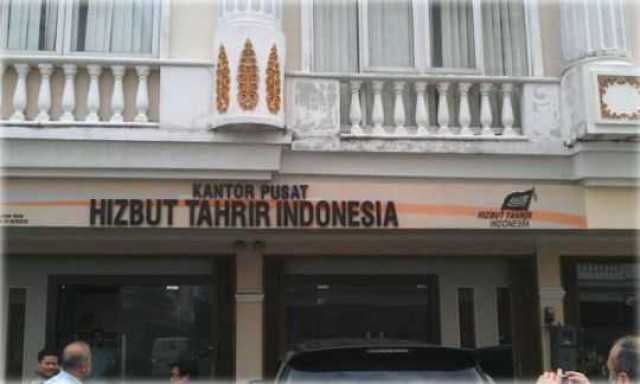 KANTOR PUSAT
HIZBUT TAHRIR INDONESIA
HIZBUT TAHRIR
INDONESIA